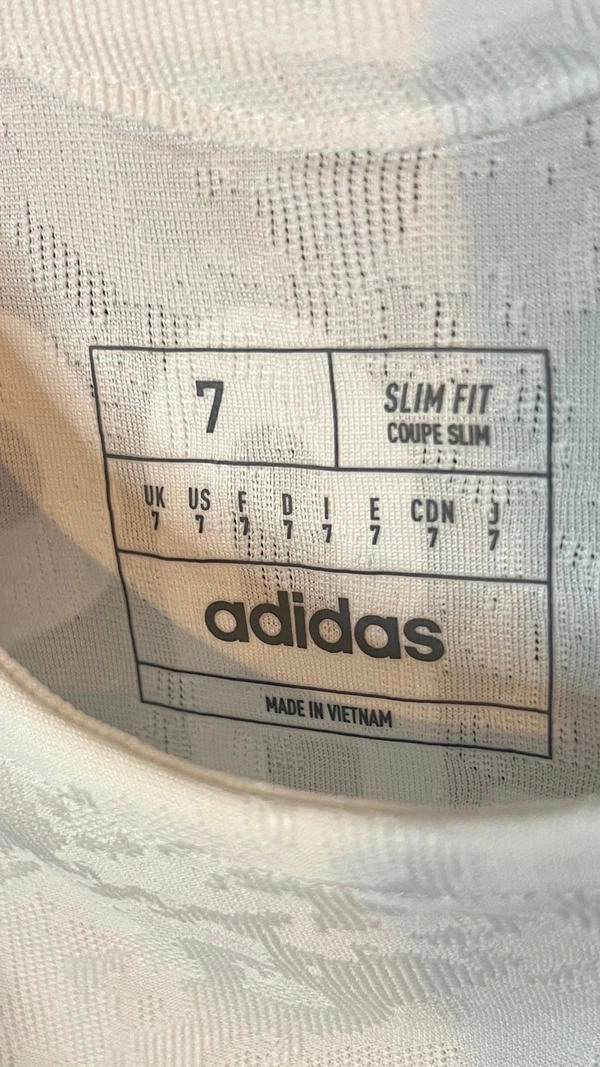 7
SLIM FIT
COUPE SLIM
UK US F D I E CDN J
7 7 7 7 7 7 7 7
adidas
MADE IN VIETNAM